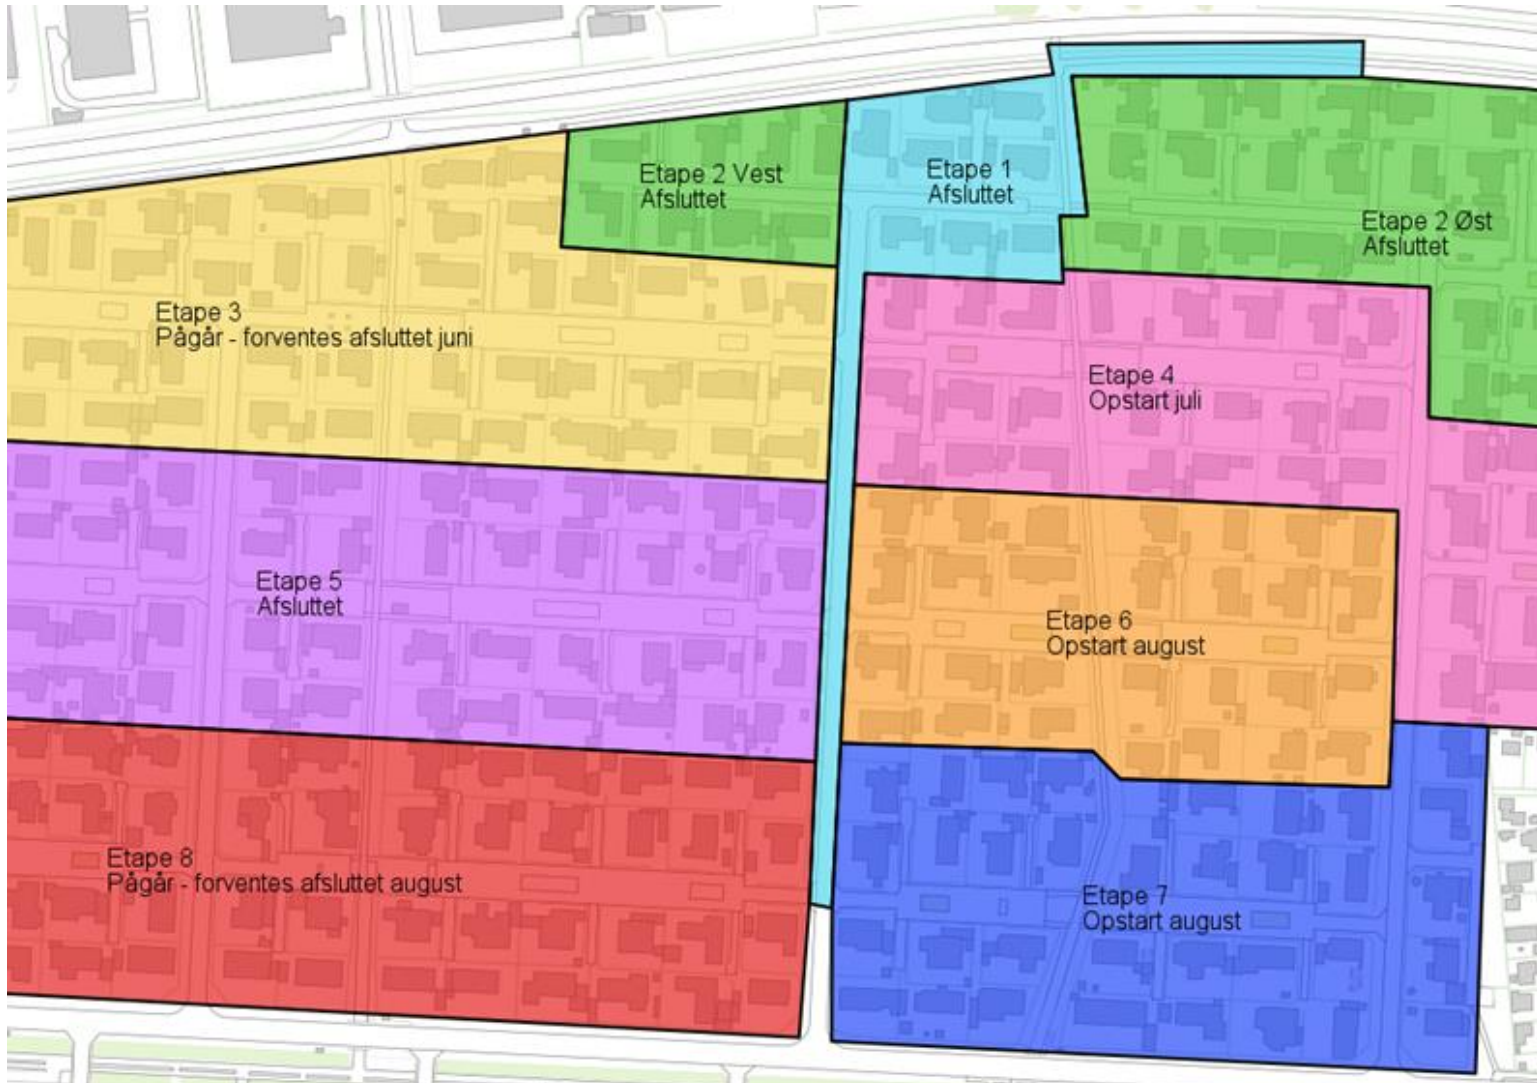 Etape 1
Afsluttet
Etape 2 Vest
Afsluttet
Etape 2 Øst
Afsluttet
Etape 3
Pågår - forventes afsluttet juni
Etape 4
Opstart juli
Etape 5
Afsluttet
Etape 6
Opstart august
Etape 8
Pågår - forventes afsluttet august
Etape 7
Opstart august